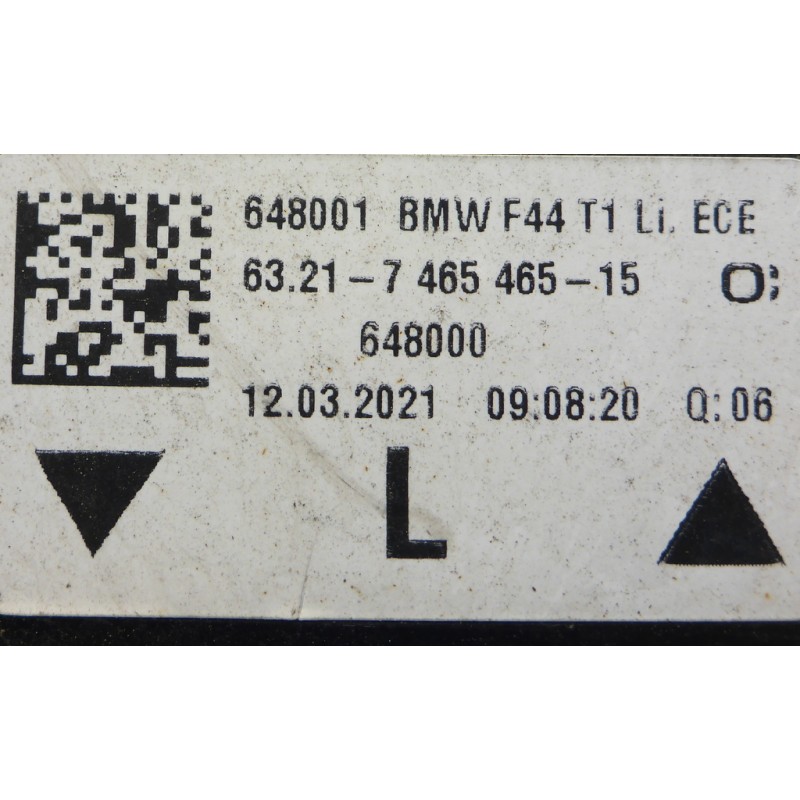 648001 BMW F44 T1 Li. ECE
63.21-7 465 465-15 O:
648000
12.03.2021 09:08:20 Q:06
L